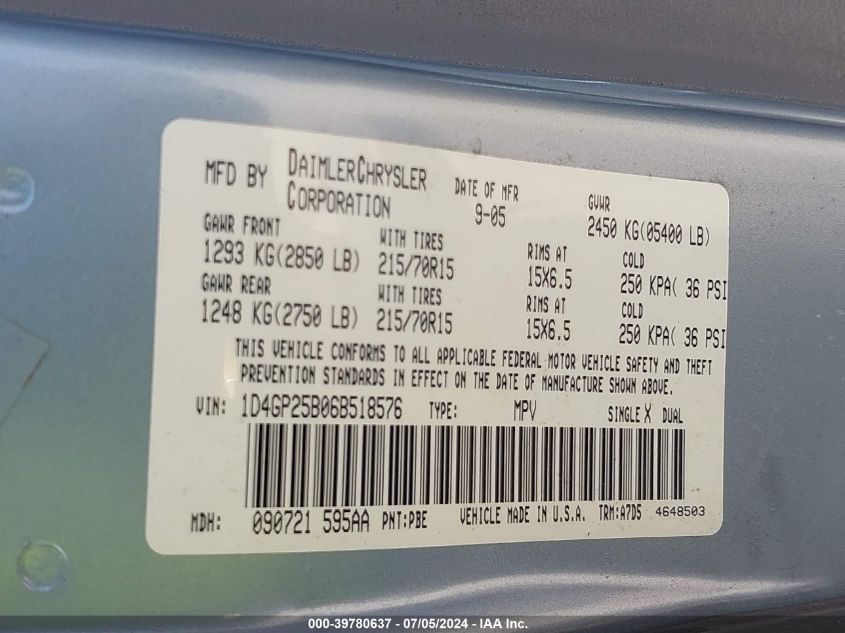 MFD BY DAIMLERCHRYSLER CORPORATION
DATE OF MFR 9-05
GVWR 2450 KG(05400 LB)
GAWR FRONT WITH TIRES RIMS AT COLD
1293 KG(2850 LB) 215/70R15 15X6.5 250 KPA( 36 PSI
GAWR REAR WITH TIRES RIMS AT COLD
1248 KG(2750 LB) 215/70R15 15X6.5 250 KPA( 36 PSI
THIS VEHICLE CONFORMS TO ALL APPLICABLE FEDERAL MOTOR VEHICLE SAFETY AND THEFT
PREVENTION STANDARDS IN EFFECT ON THE DATE OF MANUFACTURE SHOWN ABOVE.
VIN: 1D4GP25B06B518576 TYPE: MPV SINGLE X DUAL
MDH: 090721 595AA PNT:PBE VEHICLE MADE IN U.S.A. TRM:A7D5 4648503
000-39780637 - 07/05/2024 - IAA Inc.